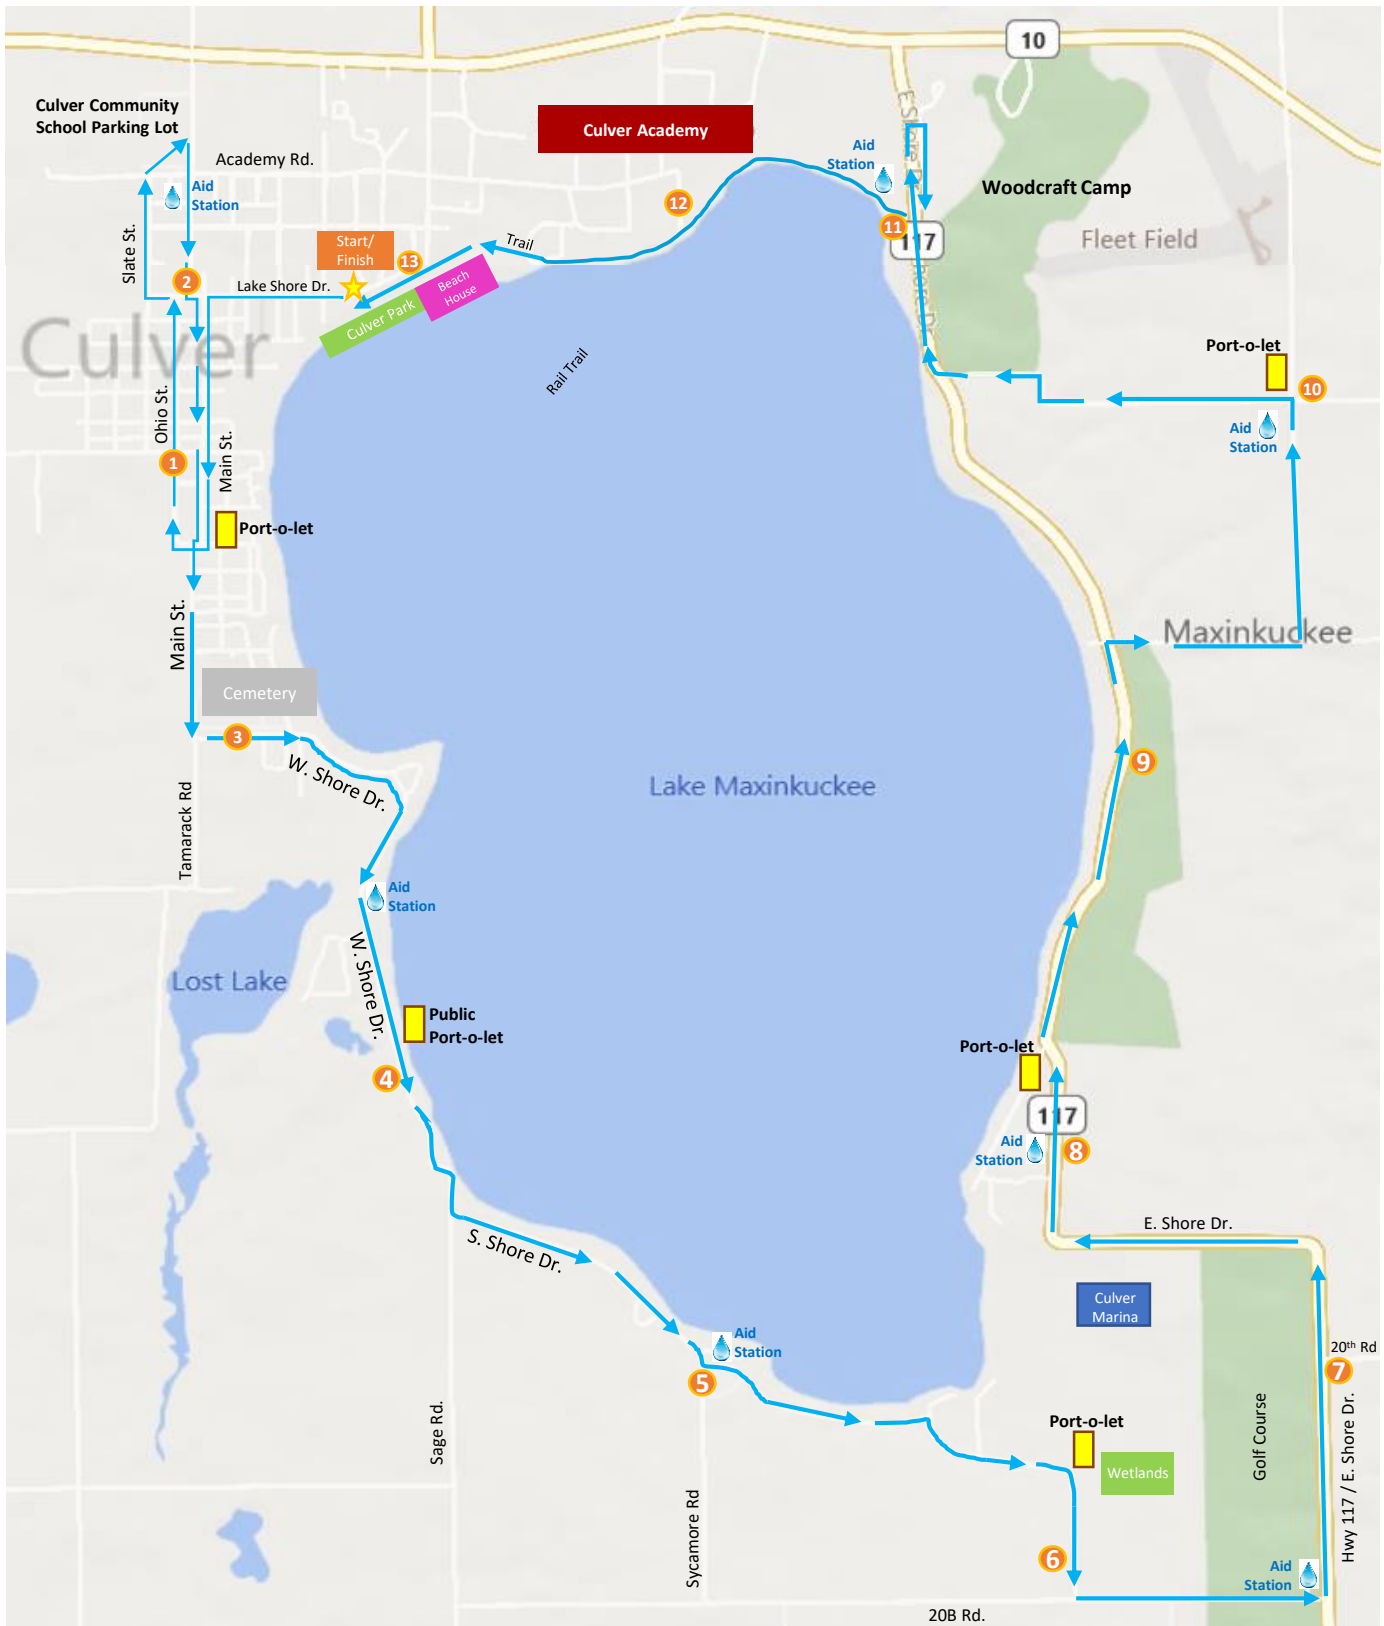 10
Culver Community
School Parking Lot
Culver Academy
Academy Rd.
Aid
Station
Aid
Station
E Shore Dr
Woodcraft Camp
Slate St.
12
11
117
Fleet Field
Start/
Finish
13
Trail
2
Lake Shore Dr.
Beach
House
Culver Park
Shore Dr
Culver
Rail Trail
Port-o-let
10
Ohio St.
Main St.
Aid
Station
1
Port-o-let
Main St.
Maxinkuckee
Cemetery
3
W. Shore Dr.
9
Lake Maxinkuckee
Tamarack Rd
Aid
Station
W. Shore Dr.
Lost Lake
Public
Port-o-let
Port-o-let
4
117
Aid
Station
8
S. Shore Dr.
E. Shore Dr.
Culver
Marina
Aid
Station
20th Rd
7
5
Sage Rd.
Port-o-let
Golf Course
Hwy 117 / E. Shore Dr.
Wetlands
Sycamore Rd
6
Aid
Station
20B Rd.